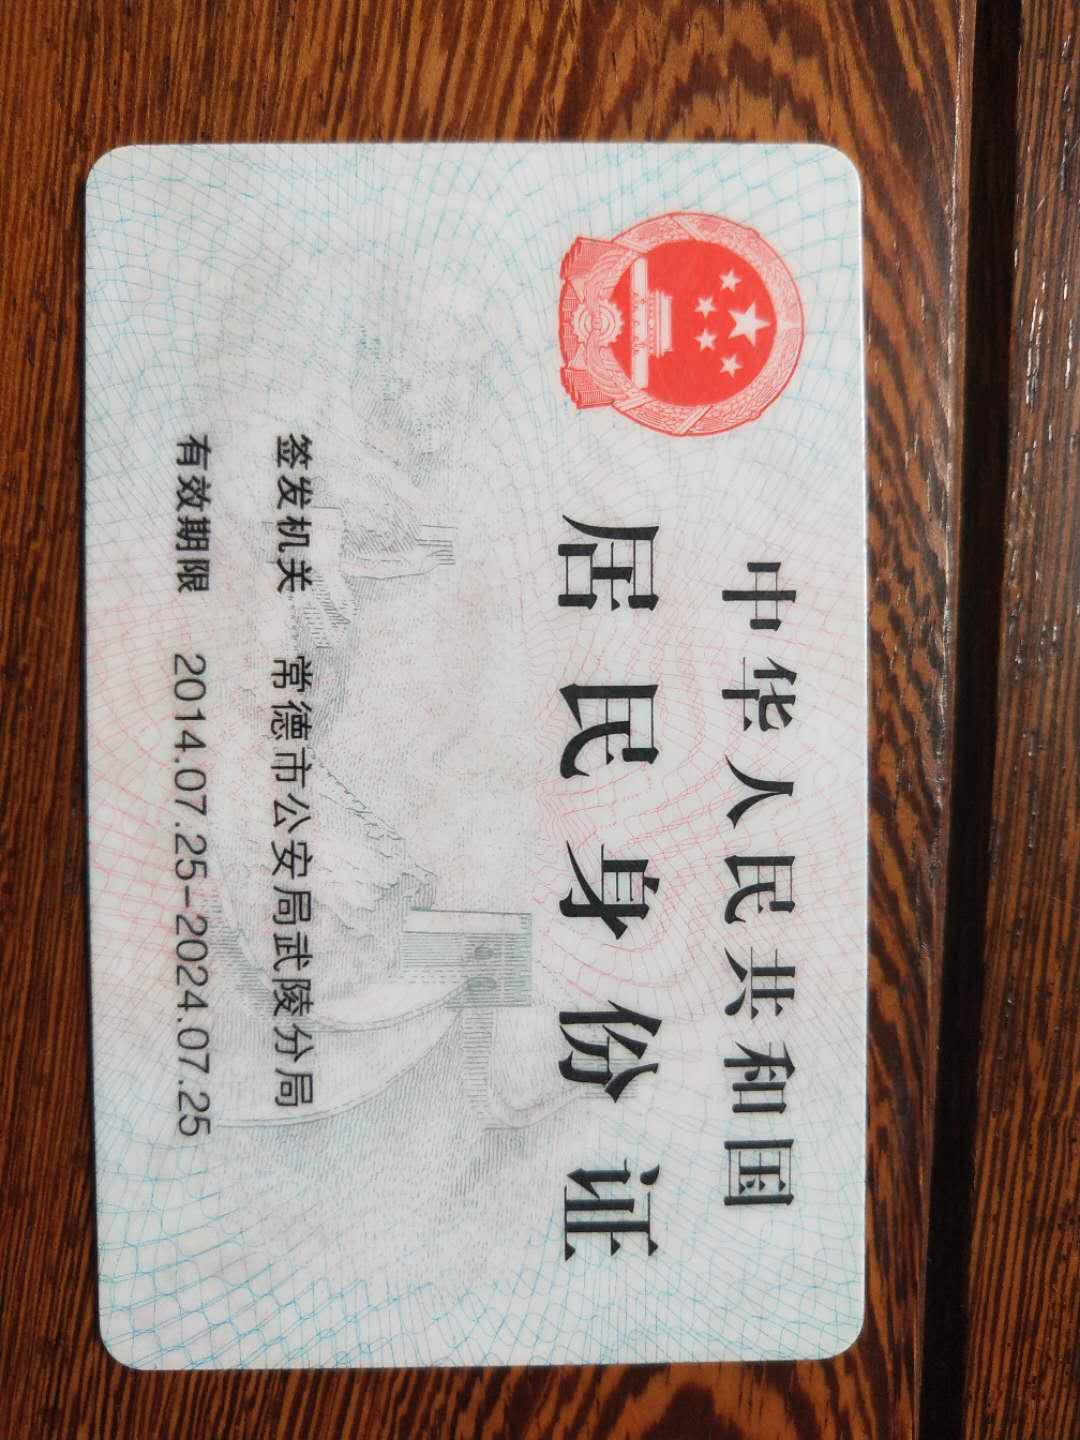 中华人民共和国
居民身份证
签发机关 常德市公安局武陵分局
有效期限 2014.07.25-2024.07.25